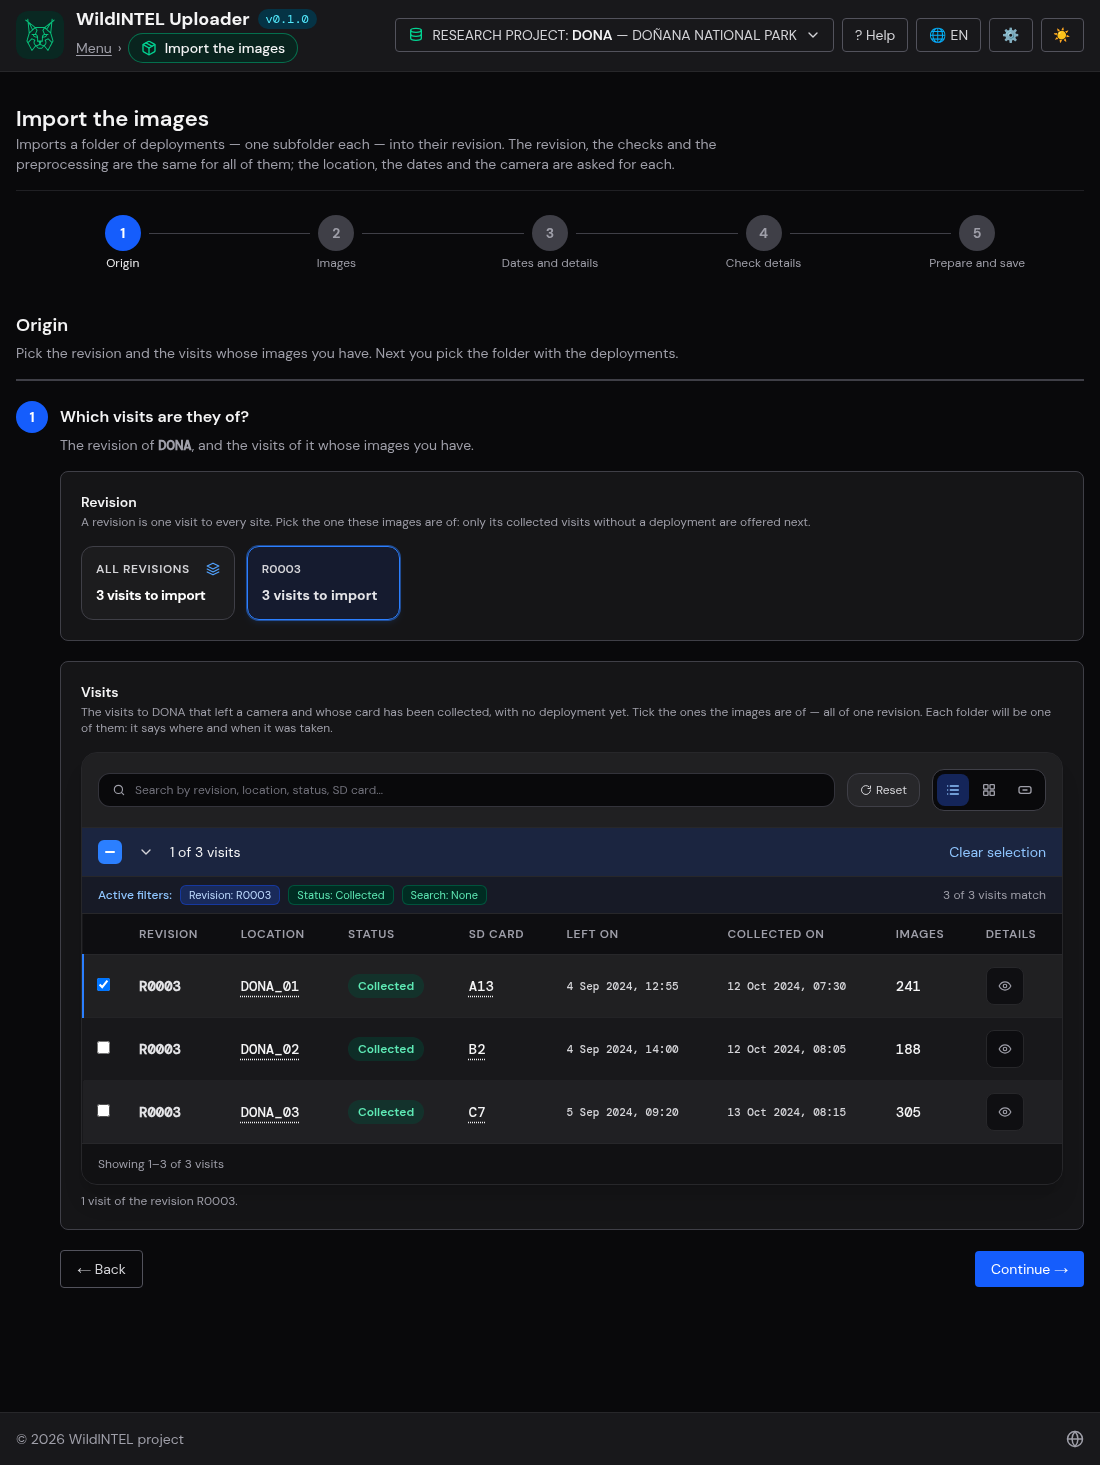 WildINTEL Uploader v0.1.0
Menu › Import the images
RESEARCH PROJECT: DONA — DOÑANA NATIONAL PARK
? Help
EN
Import the images
Imports a folder of deployments — one subfolder each — into their revision. The revision, the checks and the
preprocessing are the same for all of them; the location, the dates and the camera are asked for each.
1 2 3 4 5
Origin Images Dates and details Check details Prepare and save
Origin
Pick the revision and the visits whose images you have. Next you pick the folder with the deployments.
1 Which visits are they of?
The revision of DONA, and the visits of it whose images you have.
Revision
A revision is one visit to every site. Pick the one these images are of: only its collected visits without a deployment are offered next.
ALL REVISIONS R0003
3 visits to import 3 visits to import
Visits
The visits to DONA that left a camera and whose card has been collected, with no deployment yet. Tick the ones the images are of — all of one revision. Each folder will be one
of them: it says where and when it was taken.
Search by revision, location, status, SD card...
Reset
1 of 3 visits Clear selection
Active filters: Revision: R0003 Status: Collected Search: None 3 of 3 visits match
REVISION LOCATION STATUS SD CARD LEFT ON COLLECTED ON IMAGES DETAILS
R0003 DONA_01 Collected A13 4 Sep 2024, 12:55 12 Oct 2024, 07:30 241
R0003 DONA_02 Collected B2 4 Sep 2024, 14:00 12 Oct 2024, 08:05 188
R0003 DONA_03 Collected C7 5 Sep 2024, 09:20 13 Oct 2024, 08:15 305
Showing 1–3 of 3 visits
1 visit of the revision R0003.
← Back Continue →
© 2026 WildINTEL project